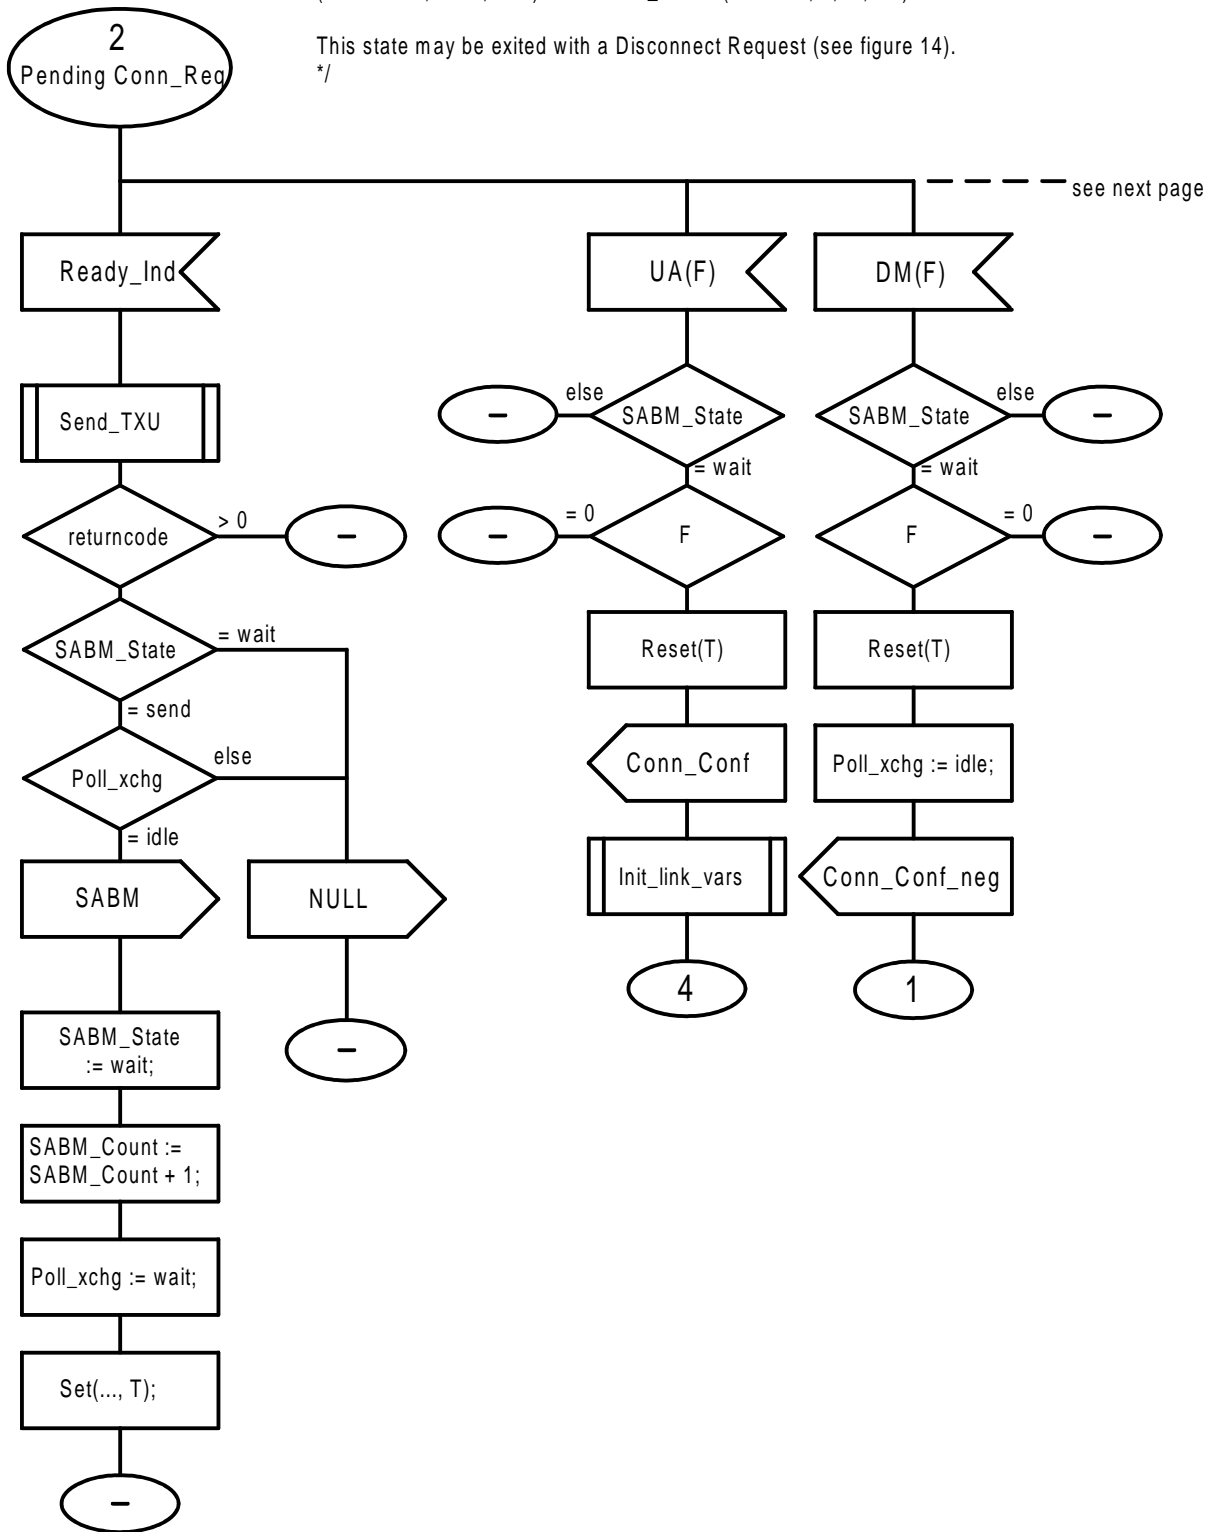 This state may be exited with a Disconnect Request (see figure 14).
*/
2
Pending Conn_Req
see next page
Ready_Ind
UA(F)
DM(F)
Send_TXU
else
SABM_State
= wait
SABM_State
else
= wait
returncode
> 0
–
–
–
= 0
F
–
F
= 0
–
SABM_State
= wait
= send
Reset(T)
Reset(T)
Poll_xchg
else
= idle
Conn_Conf
Poll_xchg := idle;
SABM
NULL
Init_link_vars
Conn_Conf_neg
4
1
SABM_State
:= wait;
–
SABM_Count :=
SABM_Count + 1;
Poll_xchg := wait;
Set(..., T);
–